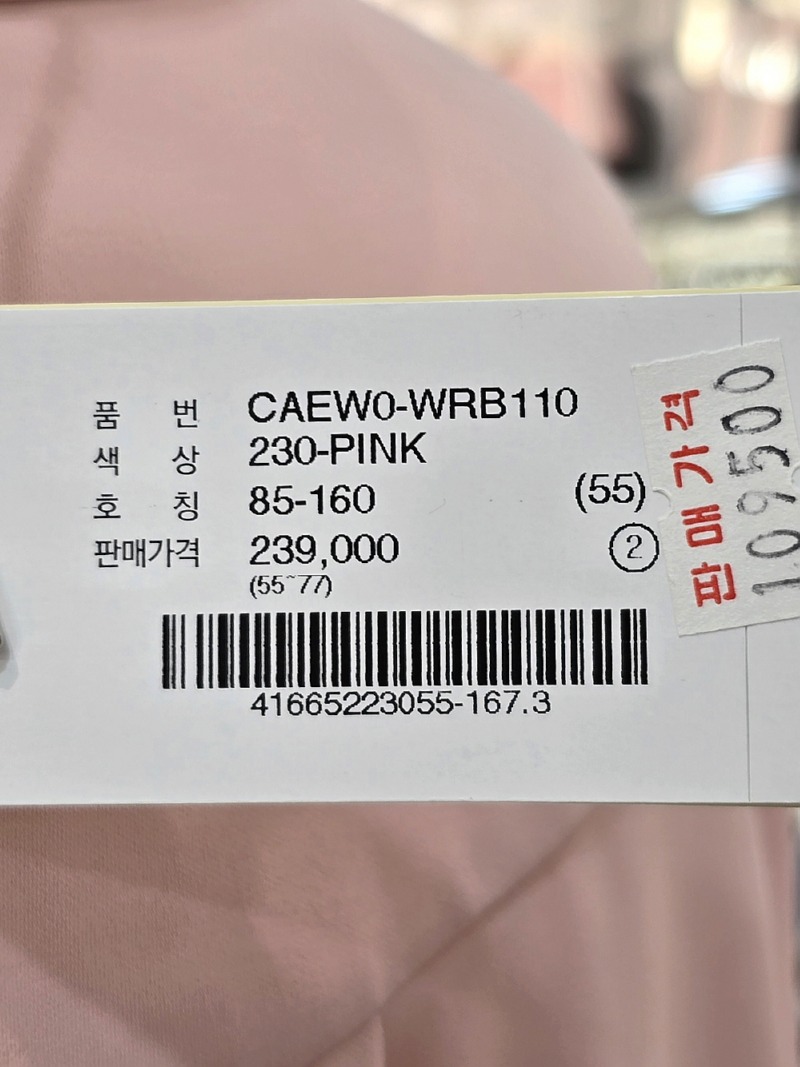 품 번 CAEW0-WRB110
색 상 230-PINK
호 칭 85-160 (55)
판매가격 239,000 ②
(55~77)
41665223055-167.3
판매가격
109500